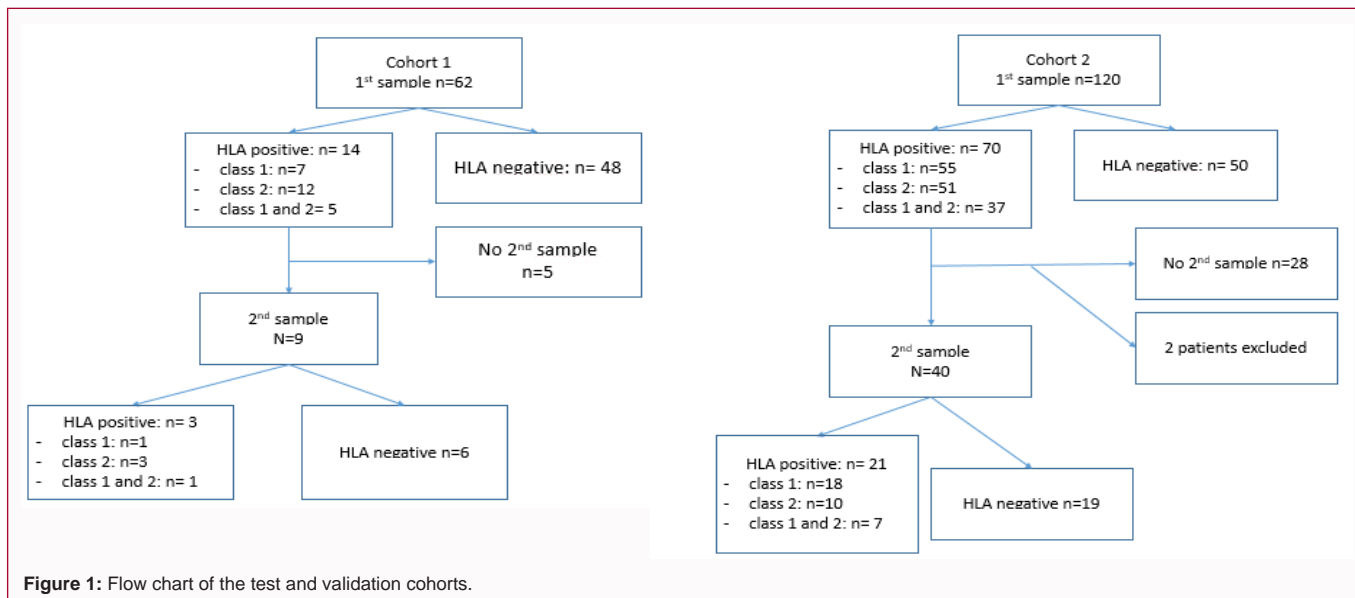 Cohort 1
1st sample n=62
HLA positive: n= 14
- class 1: n=7
- class 2: n=12
- class 1 and 2= 5
HLA negative: n= 48
No 2nd sample
n=5
2nd sample
N=9
HLA positive: n= 3
- class 1: n=1
- class 2: n=3
- class 1 and 2: n= 1
HLA negative n=6
Cohort 2
1st sample n=120
HLA positive: n= 70
- class 1: n=55
- class 2: n=51
- class 1 and 2: n= 37
HLA negative: n= 50
No 2nd sample n=28
2 patients excluded
2nd sample
N=40
HLA positive: n= 21
- class 1: n=18
- class 2: n=10
- class 1 and 2: n= 7
HLA negative n=19
Figure 1: Flow chart of the test and validation cohorts.